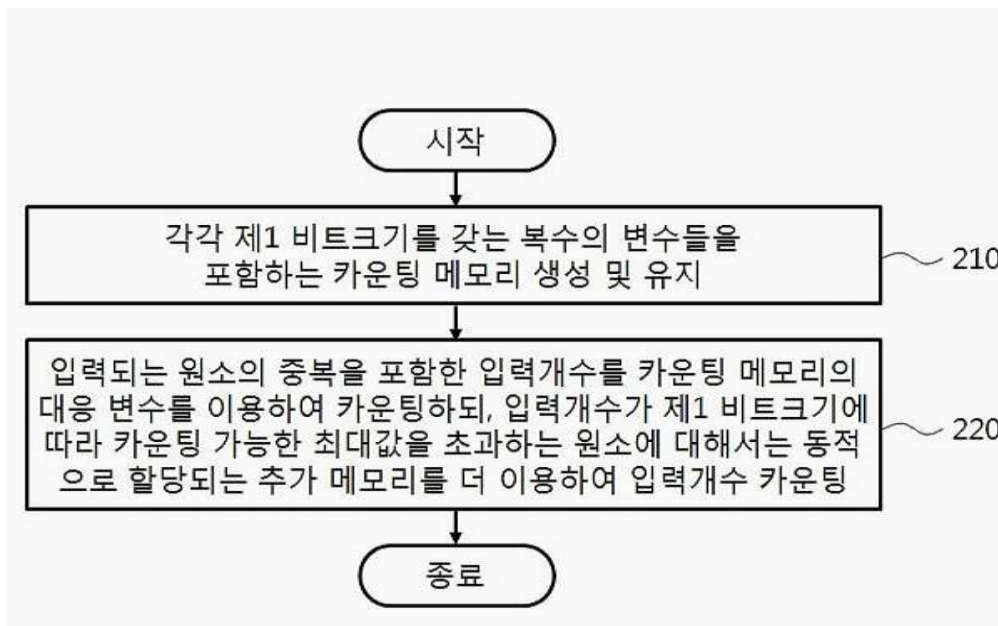 시작
각각 제1 비트크기를 갖는 복수의 변수들을
포함하는 카운팅 메모리 생성 및 유지
210
입력되는 원소의 중복을 포함한 입력개수를 카운팅 메모리의
대응 변수를 이용하여 카운팅하되, 입력개수가 제1 비트크기에
따라 카운팅 가능한 최대값을 초과하는 원소에 대해서는 동적
으로 할당되는 추가 메모리를 더 이용하여 입력개수 카운팅
220
종료